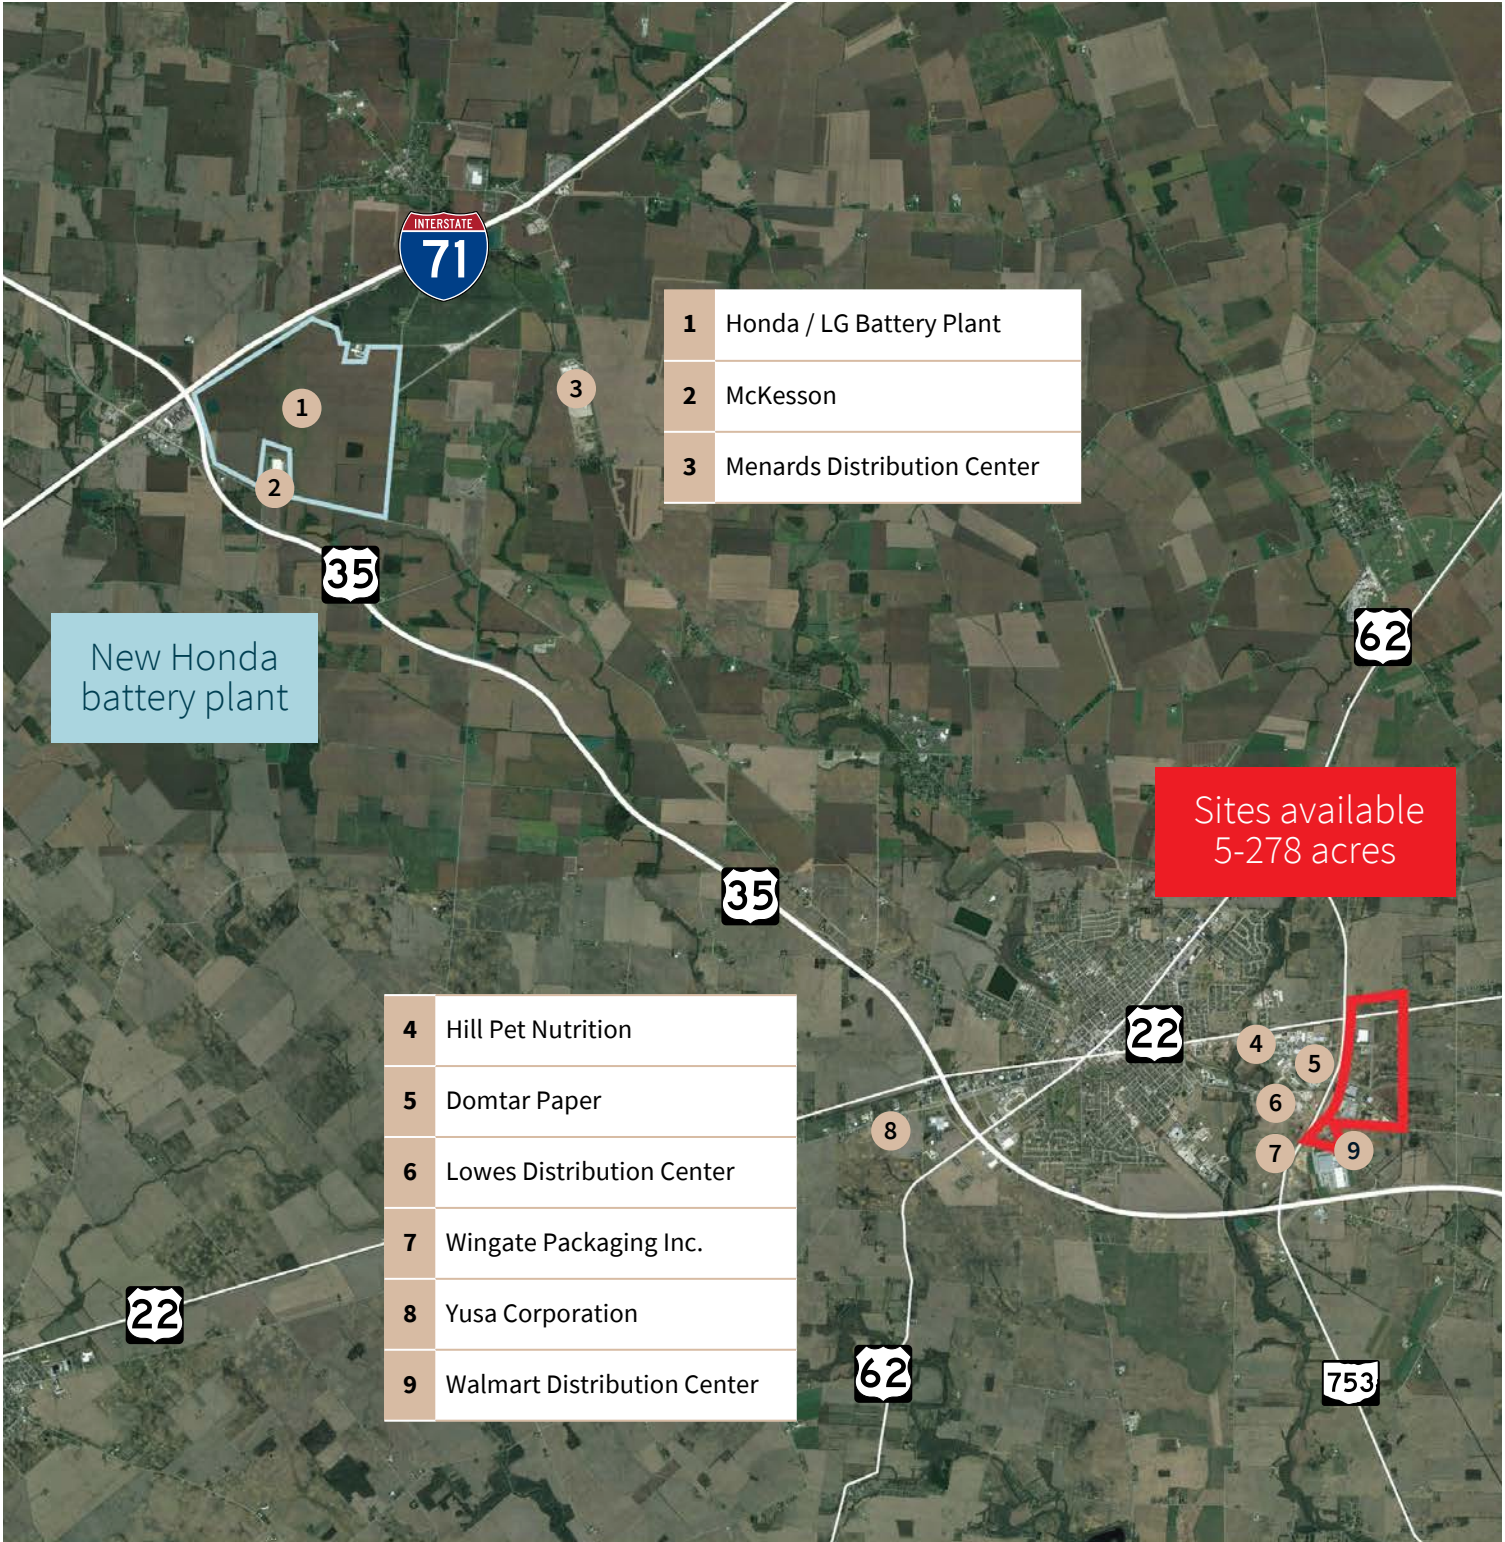 INTERSTATE
71
1 Honda / LG Battery Plant
2 McKesson
3 Menards Distribution Center
1
2
3
35
62
New Honda
battery plant
Sites available
5-278 acres
35
4 Hill Pet Nutrition
5 Domtar Paper
6 Lowes Distribution Center
7 Wingate Packaging Inc.
8 Yusa Corporation
9 Walmart Distribution Center
22
4
5
6
7
8
9
22
62
753